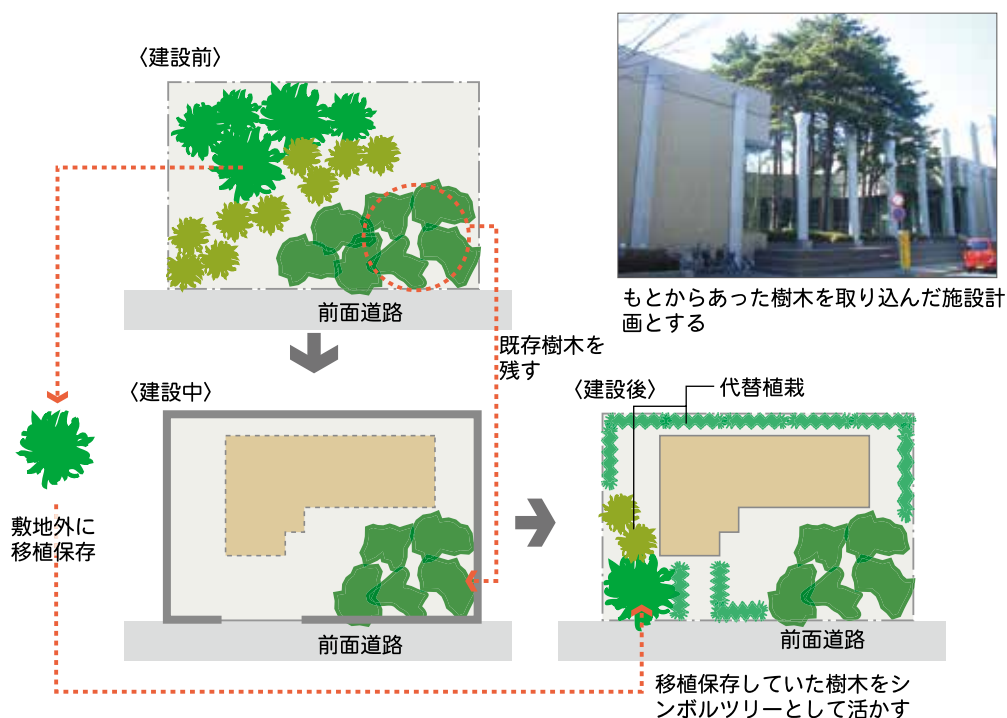 〈建設前〉
前面道路
もとからあった樹木を取り込んだ施設計
画とする
既存樹木を
残す
〈建設中〉
〈建設後〉
代替植栽
敷地外に
移植保存
前面道路
前面道路
移植保存していた樹木をシ
ンボルツリーとして活かす